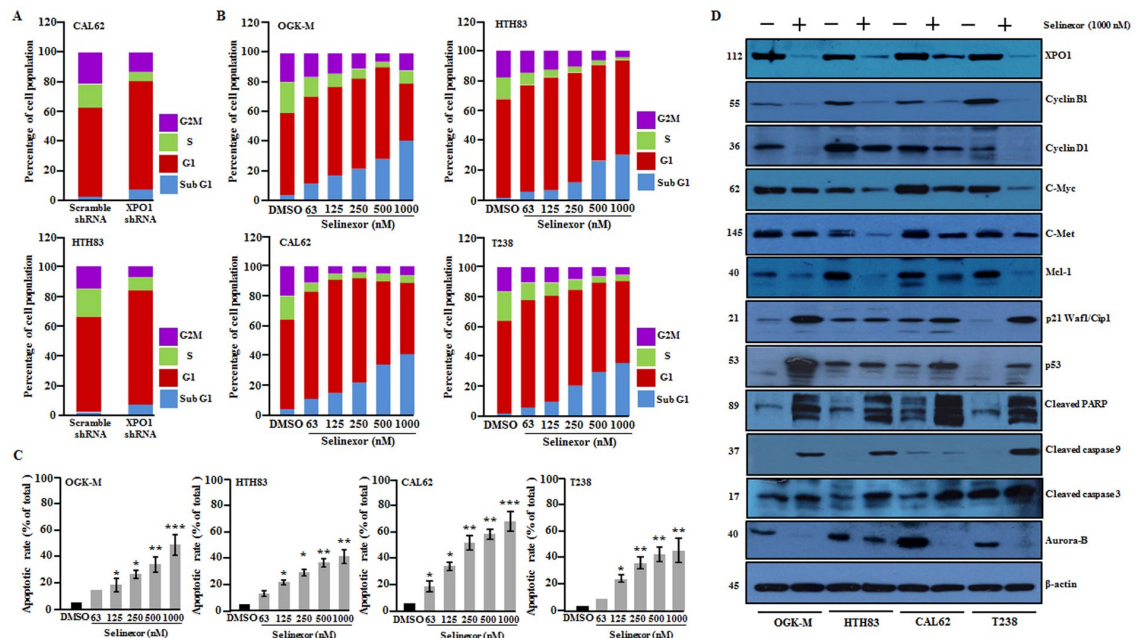 A
CAL62
Percentage of cell population
100
80
60
40
20
0
Scramble shRNA
XPO1 shRNA
G2M
S
G1
Sub G1
HTH83
Percentage of cell population
100
80
60
40
20
0
Scramble shRNA
XPO1 shRNA
G2M
S
G1
Sub G1
B
OGK-M
Percentage of cell population
100
80
60
40
20
0
DMSO 63 125 250 500 1000
Selinexor (nM)
G2M
S
G1
Sub G1
HTH83
Percentage of cell population
100
80
60
40
20
0
DMSO 63 125 250 500 1000
Selinexor (nM)
G2M
S
G1
Sub G1
CAL62
Percentage of cell population
100
80
60
40
20
0
DMSO 63 125 250 500 1000
Selinexor (nM)
G2M
S
G1
Sub G1
T238
Percentage of cell population
100
80
60
40
20
0
DMSO 63 125 250 500 1000
Selinexor (nM)
G2M
S
G1
Sub G1
C
OGK-M
Apoptotic rate (% of total)
100
80
60
40
20
0
* * ** ***
DMSO 63 125 250 500 1000
Selinexor (nM)
HTH83
Apoptotic rate (% of total)
100
80
60
40
20
0
* * ** **
DMSO 63 125 250 500 1000
Selinexor (nM)
CAL62
Apoptotic rate (% of total)
100
80
60
40
20
0
* * ** ** ***
DMSO 63 125 250 500 1000
Selinexor (nM)
T238
Apoptotic rate (% of total)
100
80
60
40
20
0
* ** ** **
DMSO 63 125 250 500 1000
Selinexor (nM)
D
– + – + – + – +
Selinexor (1000 nM)
112 XPO1
55 CyclinB1
36 CyclinD1
62 C-Myc
145 C-Met
40 Mcl-1
21 p21 Waf1/Cip1
53 p53
89 Cleaved PARP
37 Cleaved caspase 9
17 Cleaved caspase 3
40 Aurora-B
45 β-actin
OGK-M HTH83 CAL62 T238